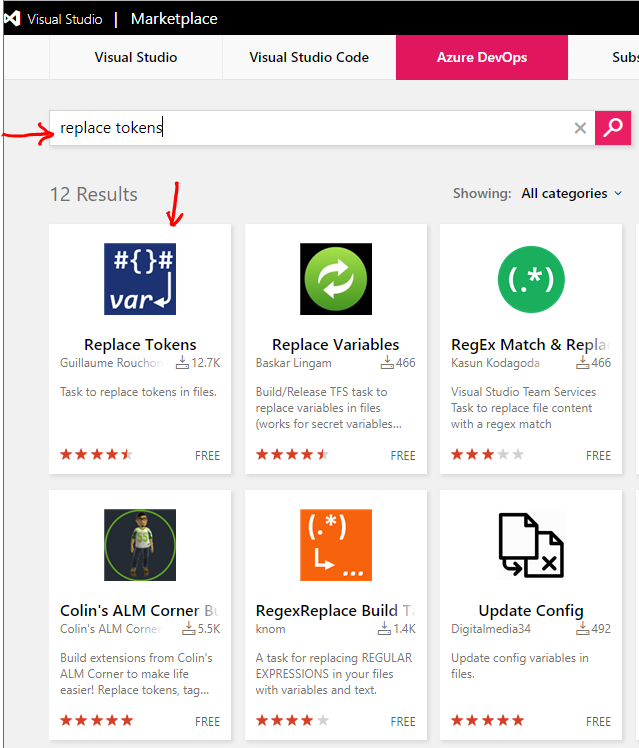 Visual Studio | Marketplace
Visual Studio Visual Studio Code Azure DevOps Subs
replace tokens
12 Results Showing: All categories
#{}#
var
(.*)
Replace Tokens Replace Variables RegEx Match & Repla
Guillaume Rouchon 12.7K Baskar Lingam 466 Kasun Kodagoda 466
Task to replace tokens in files. Build/Release TFS task to Visual Studio Team Services
replace variables in files Task to replace file content
(works for secret variables... with a regex match
FREE FREE FREE
(.*)
...
Colin's ALM Corner Bu RegexReplace Build Ta Update Config
Colin's ALM Corner 5.5K knom 1.4K Digitalmedia34 492
Build extensions from Colin's A task for replacing REGULAR Update config variables in
ALM Corner to make life EXPRESSIONS in your files files.
easier! Replace tokens, tag... with variables and text.
FREE FREE FREE